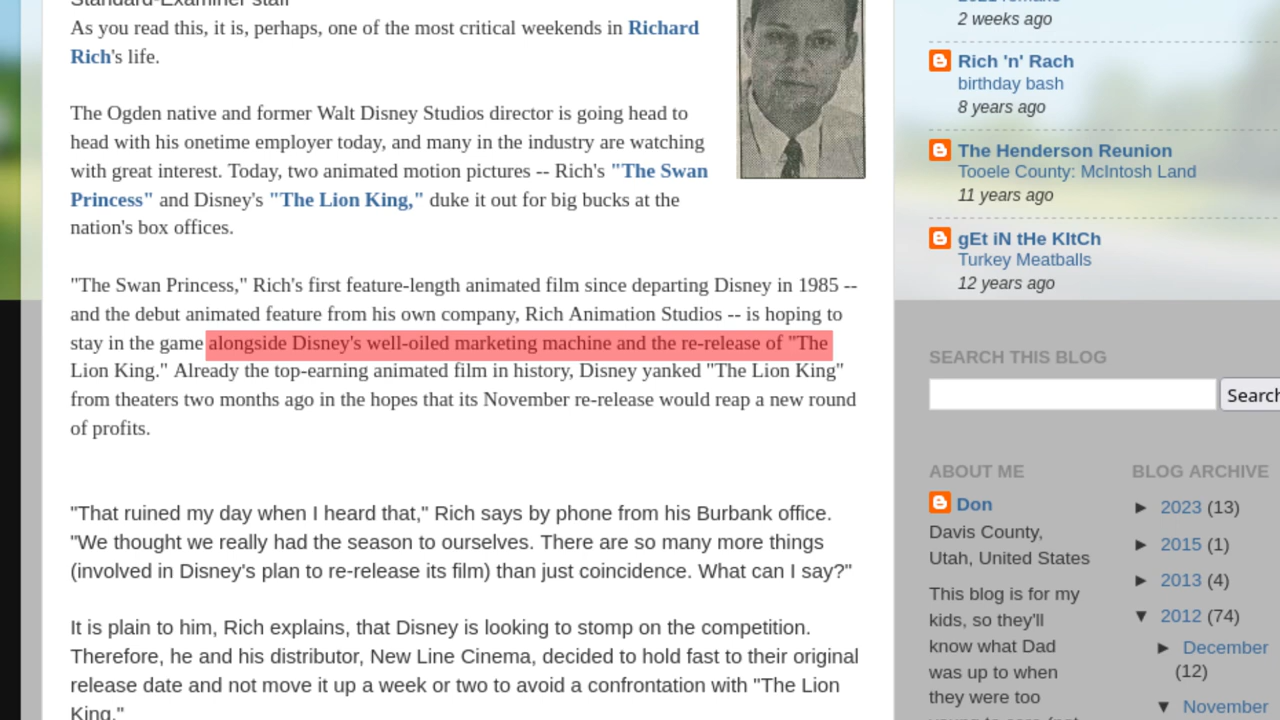 Standard-Examiner staff
As you read this, it is, perhaps, one of the most critical weekends in Richard
Rich's life.
The Ogden native and former Walt Disney Studios director is going head to
head with his onetime employer today, and many in the industry are watching
with great interest. Today, two animated motion pictures -- Rich's "The Swan
Princess" and Disney's "The Lion King," duke it out for big bucks at the
nation's box offices.
"The Swan Princess," Rich's first feature-length animated film since departing Disney in 1985 --
and the debut animated feature from his own company, Rich Animation Studios -- is hoping to
stay in the game alongside Disney's well-oiled marketing machine and the re-release of "The
Lion King." Already the top-earning animated film in history, Disney yanked "The Lion King"
from theaters two months ago in the hopes that its November re-release would reap a new round
of profits.
"That ruined my day when I heard that," Rich says by phone from his Burbank office.
"We thought we really had the season to ourselves. There are so many more things
(involved in Disney's plan to re-release its film) than just coincidence. What can I say?"
It is plain to him, Rich explains, that Disney is looking to stomp on the competition.
Therefore, he and his distributor, New Line Cinema, decided to hold fast to their original
release date and not move it up a week or two to avoid a confrontation with "The Lion
King."
2 weeks ago
Rich 'n' Rach
birthday bash
8 years ago
The Henderson Reunion
Tooele County: McIntosh Land
11 years ago
gEt iN tHe KItCh
Turkey Meatballs
12 years ago
SEARCH THIS BLOG
Search
ABOUT ME
Don
Davis County,
Utah, United States
This blog is for my
kids, so they'll
know what Dad
was up to when
they were too
BLOG ARCHIVE
► 2023 (13)
► 2015 (1)
► 2013 (4)
▼ 2012 (74)
► December
(12)
▼ November